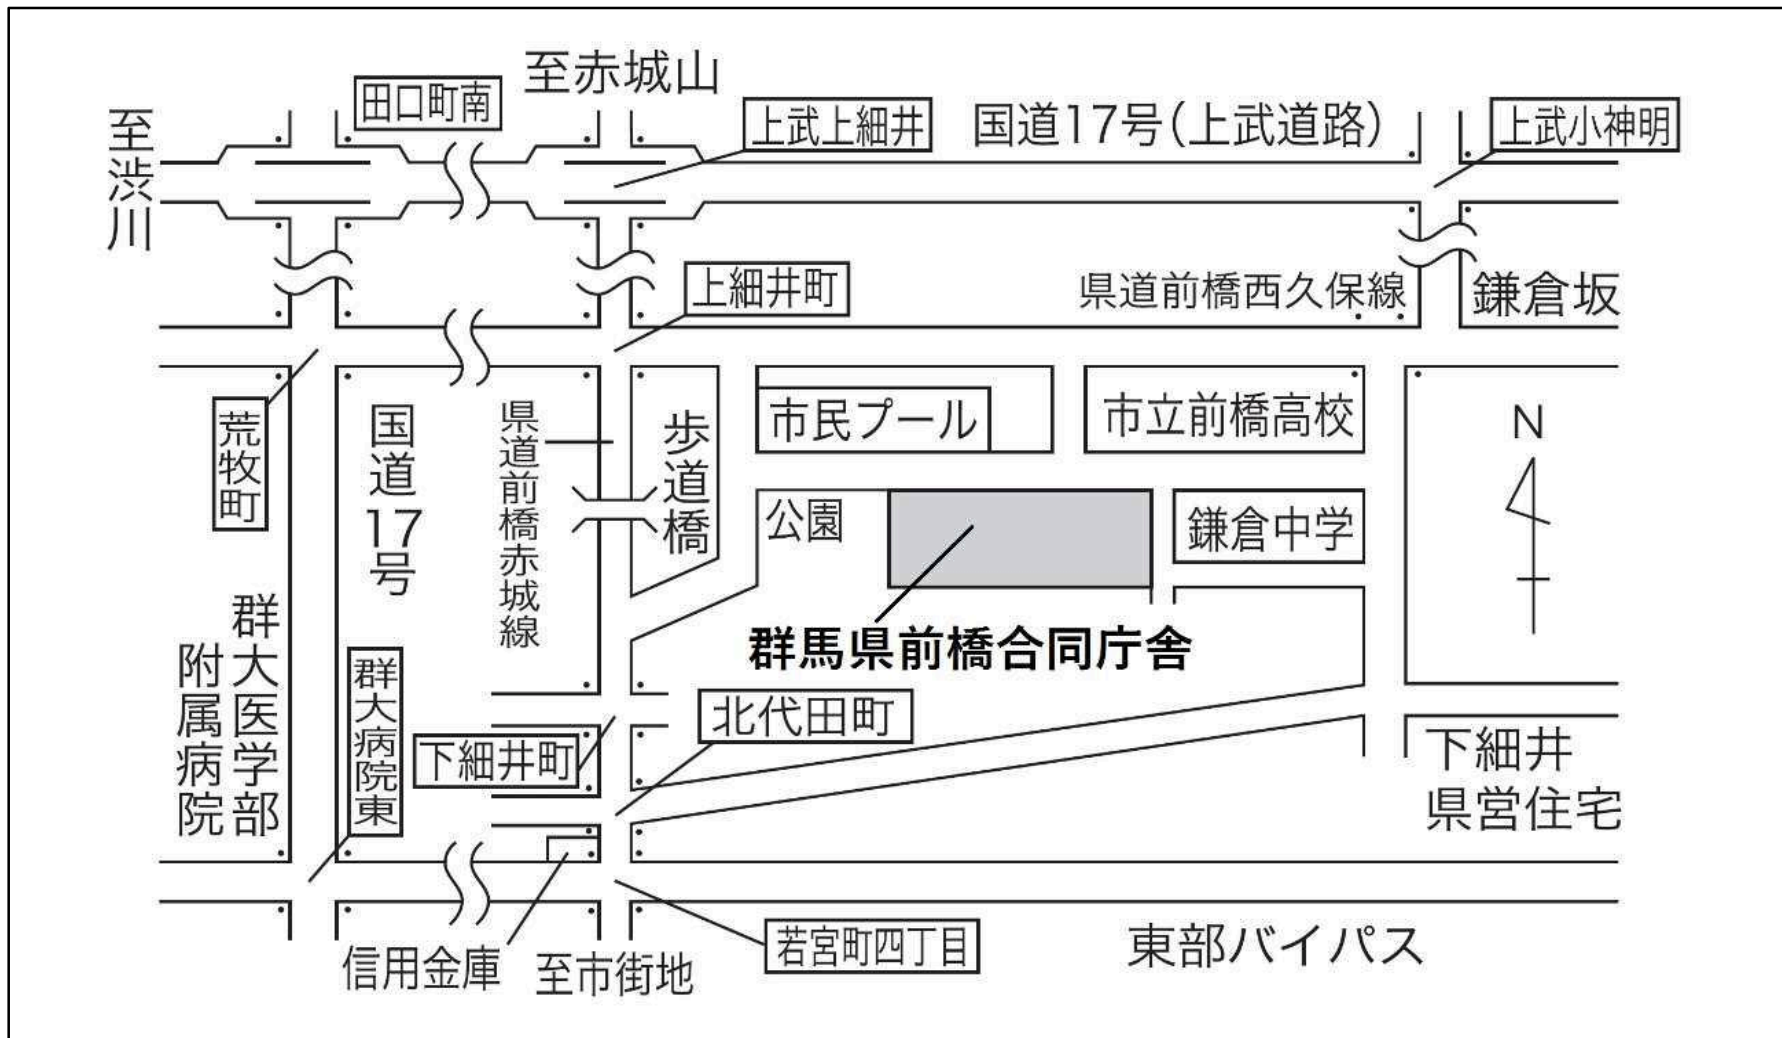 至赤城山
田口町南
至渋川
上武上細井
国道17号(上武道路)
上武小神明
上細井町
県道前橋西久保線
鎌倉坂
荒牧町
国道17号
県道前橋赤城線
歩道橋
市民プール
市立前橋高校
N
公園
鎌倉中学
群馬県前橋合同庁舎
群大医学部
附属病院
群大病院東
下細井町
北代田町
下細井
県営住宅
信用金庫
至市街地
若宮町四丁目
東部バイパス